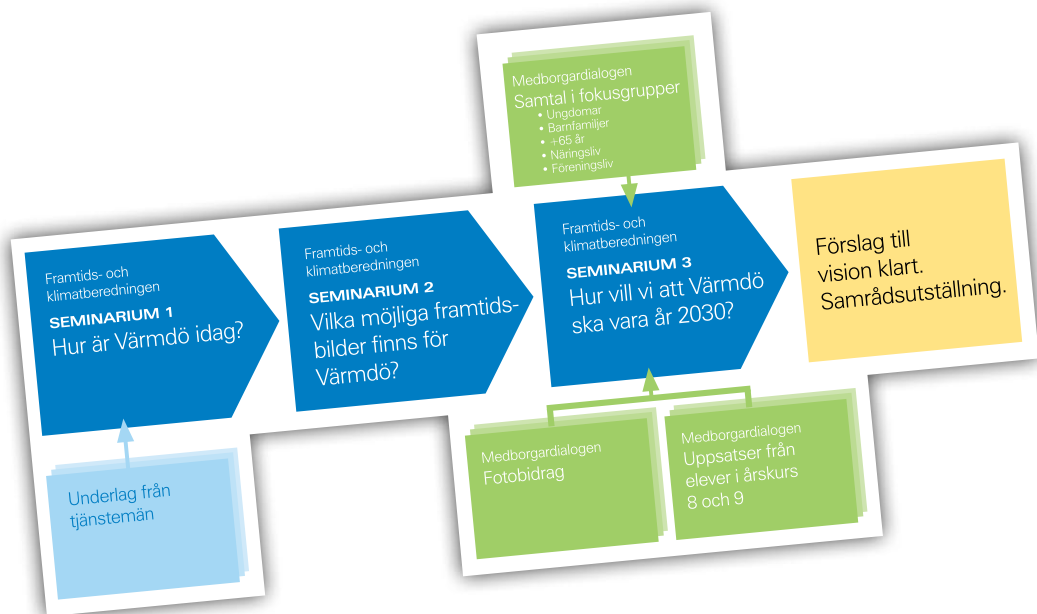 Medborgardialogen
Samtal i fokusgrupper
• Ungdomar
• Barnfamiljer
• +65 år
• Näringsliv
• Föreningsliv
Framtids- och
klimatberedningen
SEMINARIUM 1
Hur är Värmdö idag?
Framtids- och
klimatberedningen
SEMINARIUM 2
Vilka möjliga framtids-
bilder finns för
Värmdö?
Framtids- och
klimatberedningen
SEMINARIUM 3
Hur vill vi att Värmdö
ska vara år 2030?
Förslag till
vision klart.
Samrådsutställning.
Underlag från
tjänstemän
Medborgardialogen
Fotobidrag
Medborgardialogen
Uppsatser från
elever i årskurs
8 och 9